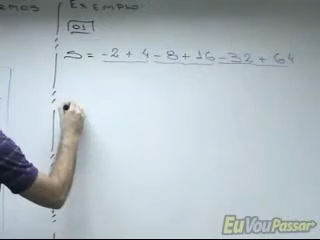 EXEMPLO
01
S = -2 + 4 - 8 + 16 - 32 + 64
EuVouPassar